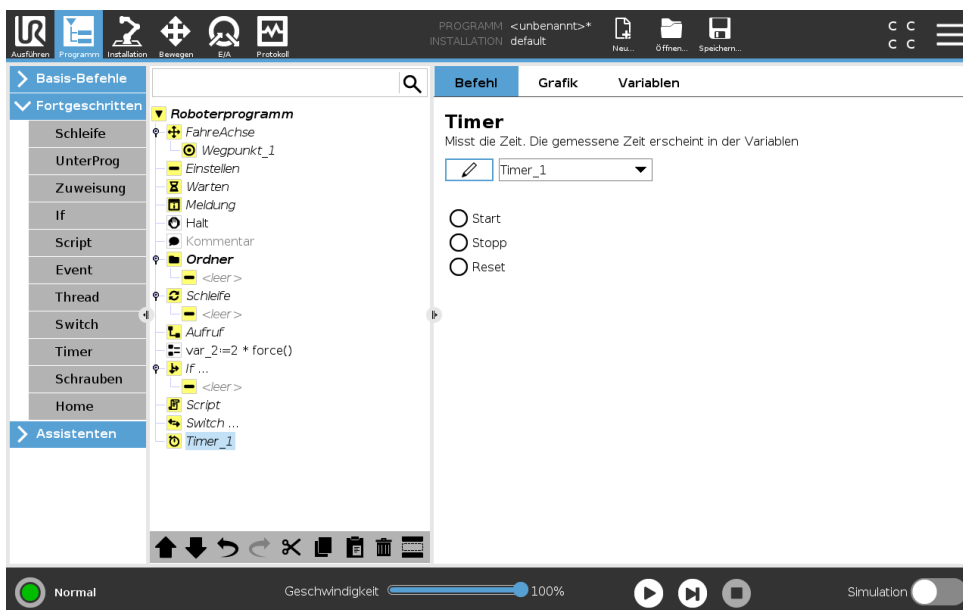 PROGRAMM <unbenannt>*
INSTALLATION default
Ausführen Programm Installation Bewegen E/A Protokoll
Neu... Öffnen... Speichern...
C C
C C
Basis-Befehle
Fortgeschritten
Schleife
UnterProg
Zuweisung
If
Script
Event
Thread
Switch
Timer
Schrauben
Home
Assistenten
Roboterprogramm
FahreAchse
Wegpunkt_1
Einstellen
Warten
Meldung
Halt
Kommentar
Ordner
<leer>
Schleife
<leer>
Aufruf
var_2≔2 * force()
If ...
<leer>
Script
Switch ...
Timer_1
Befehl Grafik Variablen
Timer
Misst die Zeit. Die gemessene Zeit erscheint in der Variablen
Timer_1
Start
Stopp
Reset
Normal
Geschwindigkeit 100%
Simulation